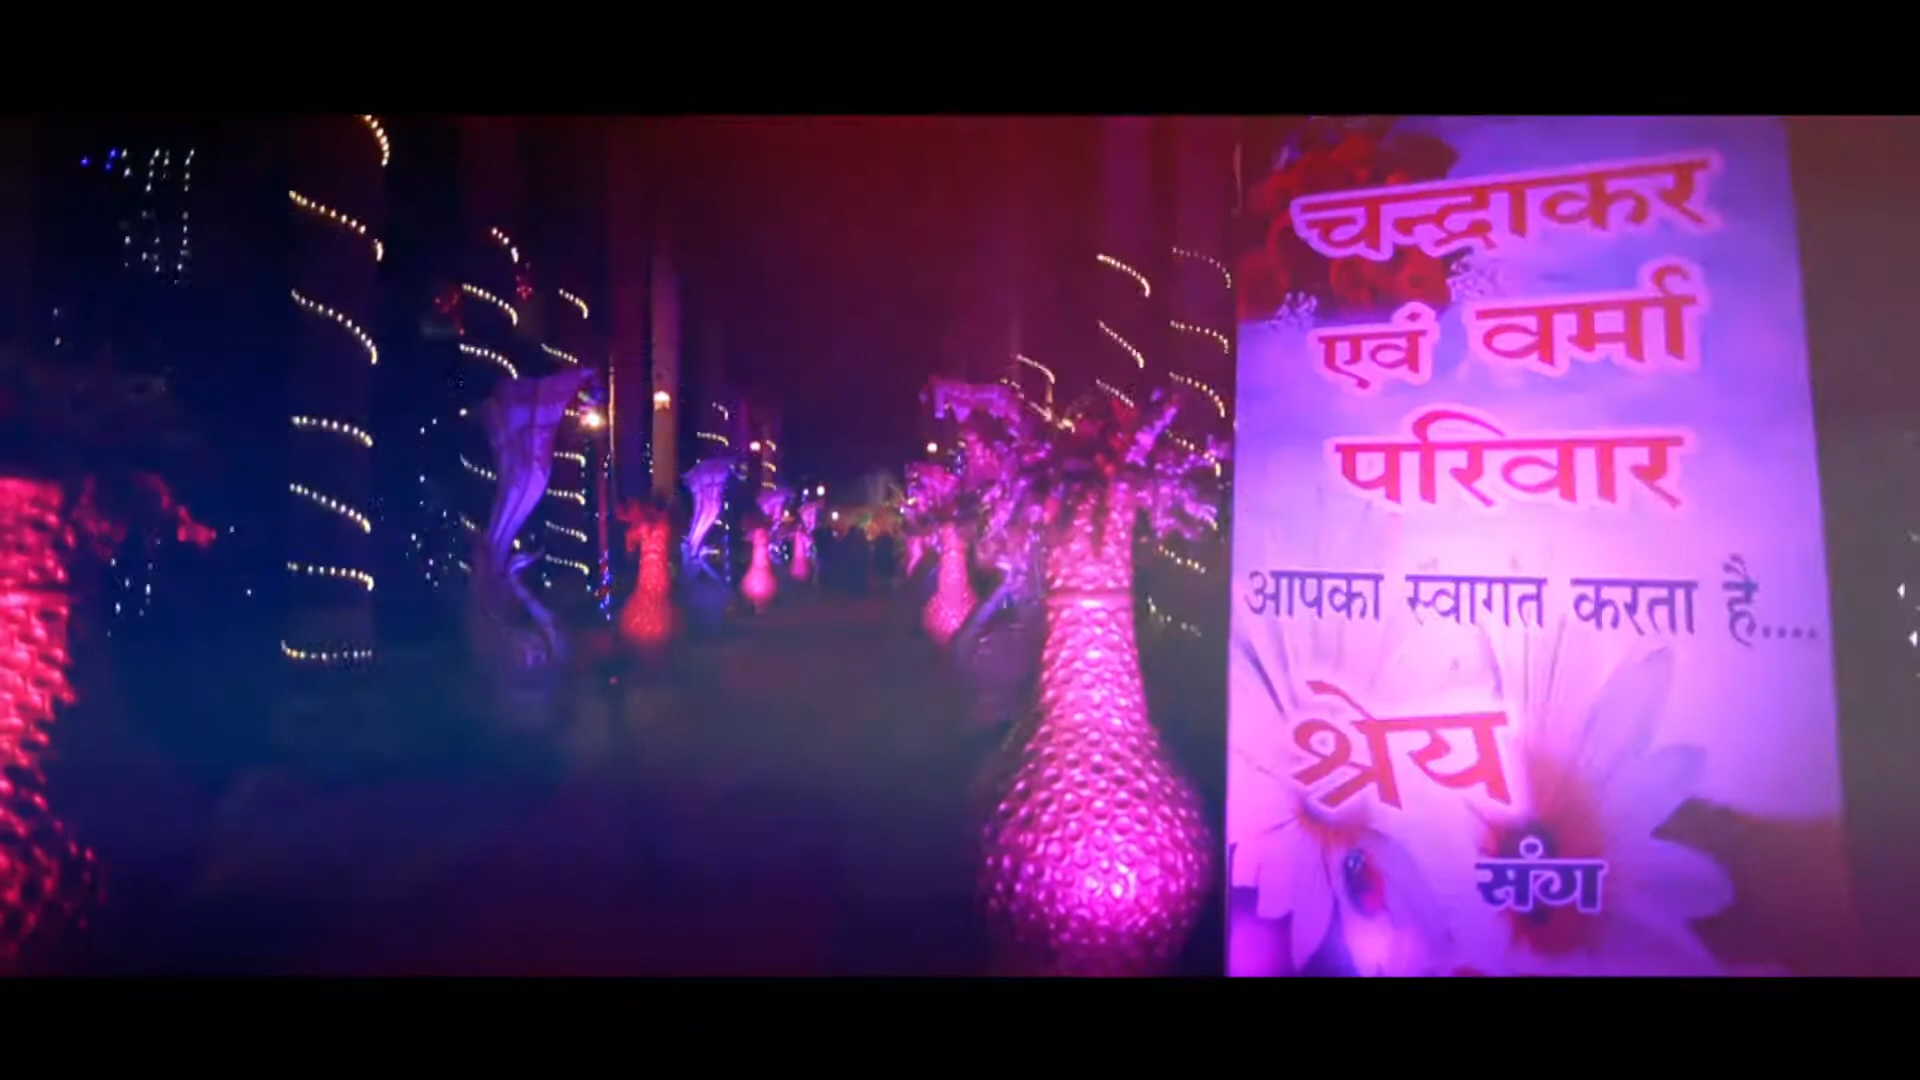 चन्द्राकर
एवं वर्मा
परिवार
आपका स्वागत करता है....
श्रेय
संग